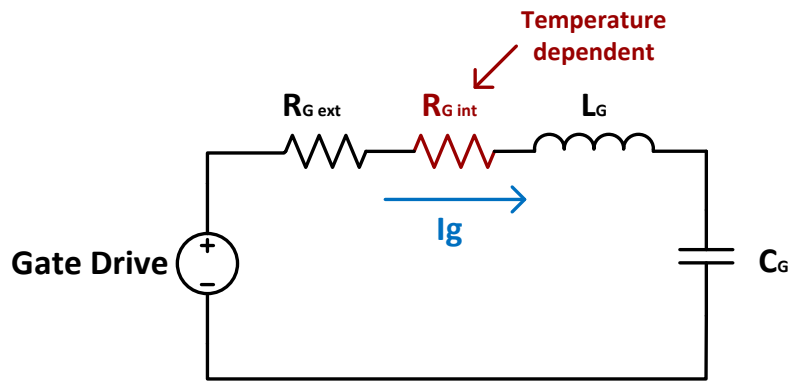 Temperature
dependent
RG ext
RG int
LG
Ig
+
Gate Drive
−
CG